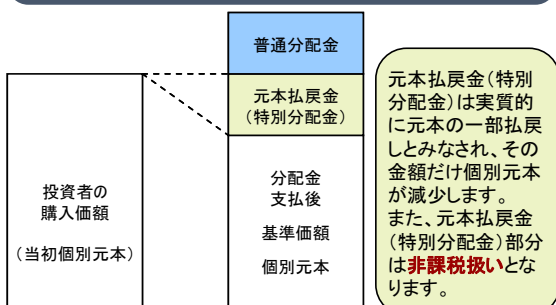 普通分配金
元本払戻金
（特別分配金）
投資者の
購入価額
（当初個別元本）
分配金
支払後
基準価額
個別元本
元本払戻金（特別
分配金）は実質的
に元本の一部払戻
しとみなされ、その
金額だけ個別元本
が減少します。
また、元本払戻金
（特別分配金）部分
は非課税扱いとな
ります。